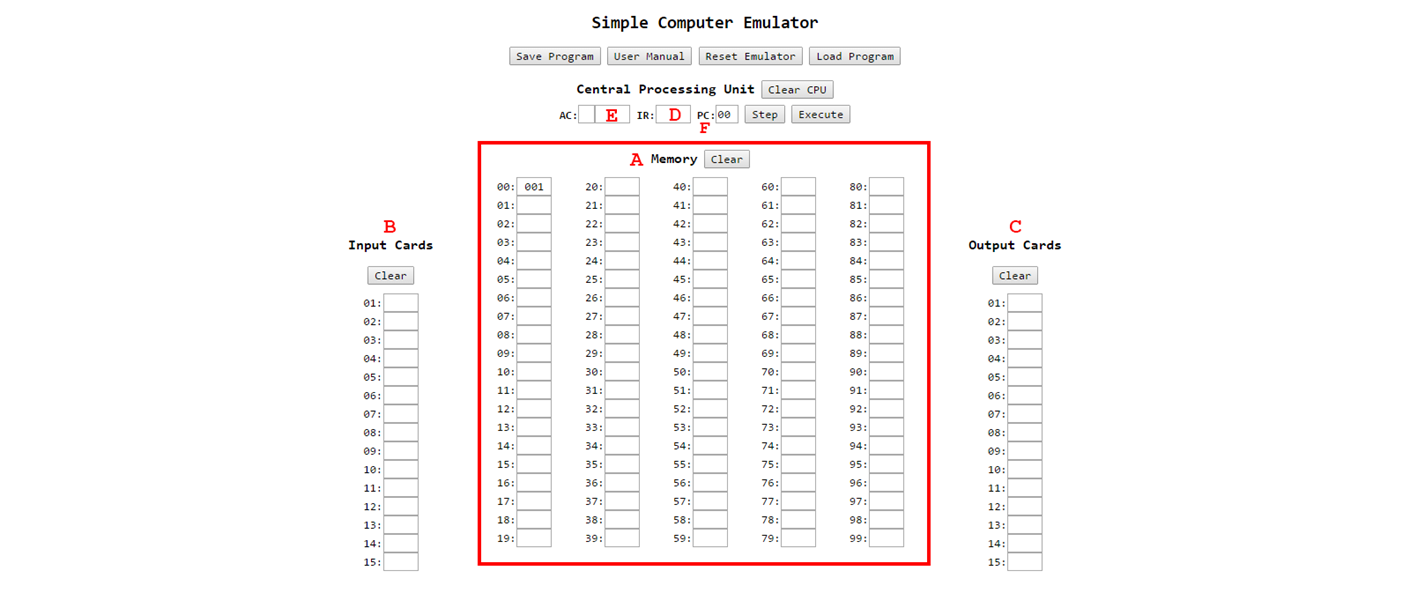 Simple Computer Emulator
Save Program User Manual Reset Emulator Load Program
Central Processing Unit Clear CPU
AC: E IR: D PC: 00 Step Execute
F
A Memory Clear
00: 001 20: 40: 60: 80:
01: 21: 41: 61: 81:
02: 22: 42: 62: 82:
B 03: 23: 43: 63: 83: C
Input Cards 03: 23: 43: 63: 83: Output Cards
04: 24: 44: 64: 84:
Clear 05: 25: 45: 65: 85: Clear
01: 06: 26: 46: 66: 86: 01:
02: 07: 27: 47: 67: 87: 02:
03: 08: 28: 48: 68: 88: 03:
04: 09: 29: 49: 69: 89: 04:
05: 10: 30: 50: 70: 90: 05:
06: 11: 31: 51: 71: 91: 06:
07: 12: 32: 52: 72: 92: 07:
08: 13: 33: 53: 73: 93: 08:
09: 14: 34: 54: 74: 94: 09:
10: 15: 35: 55: 75: 95: 10:
11: 16: 36: 56: 76: 96: 11:
12: 17: 37: 57: 77: 97: 12:
13: 18: 38: 58: 78: 98: 13:
14: 19: 39: 59: 79: 99: 14:
15: 15: